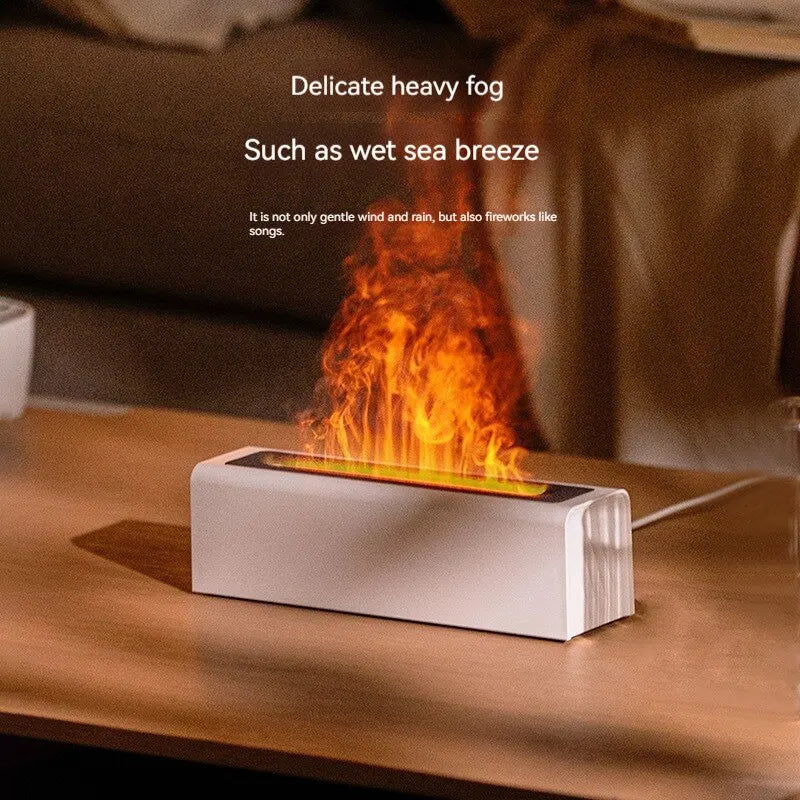 Delicate heavy fog
Such as wet sea breeze
It is not only gentle wind and rain, but also fireworks like
songs.